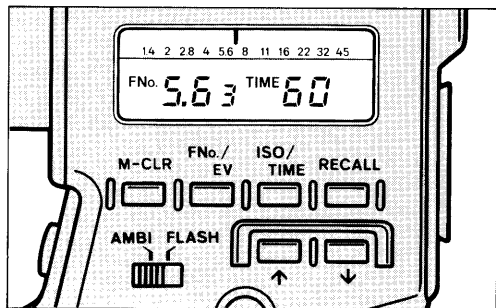 1.4 2 2.8 4 5.6 8 11 16 22 32 45
FNo. 5.6 3 TIME 60
M-CLR FNo./EV ISO/TIME RECALL
AMBI FLASH
↑ ↓